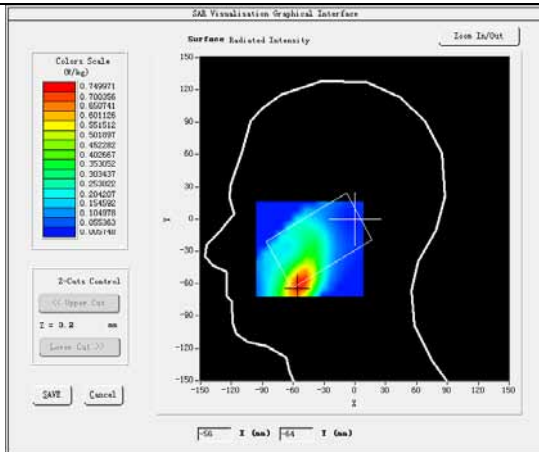 SAR Visualisation Graphical Interface
Surface Radiated Intensity
Zoom In/Out
Colors Scale
(W/kg)
0.749971
0.700356
0.650741
0.601126
0.551512
0.501897
0.452282
0.402667
0.353052
0.303437
0.253822
0.204207
0.154592
0.104978
0.055363
0.005748
150
120
90
60
30
0
-30
-60
-90
-120
-150
Y
-150 -120 -90 -60 -30 0 30 60 90 120 150
X
Z-Cuts Control
<< Upper Cut
Z = 3.2 mm
Lower Cut >>
SAVE Cancel
-56 X (mm) -64 Y (mm)